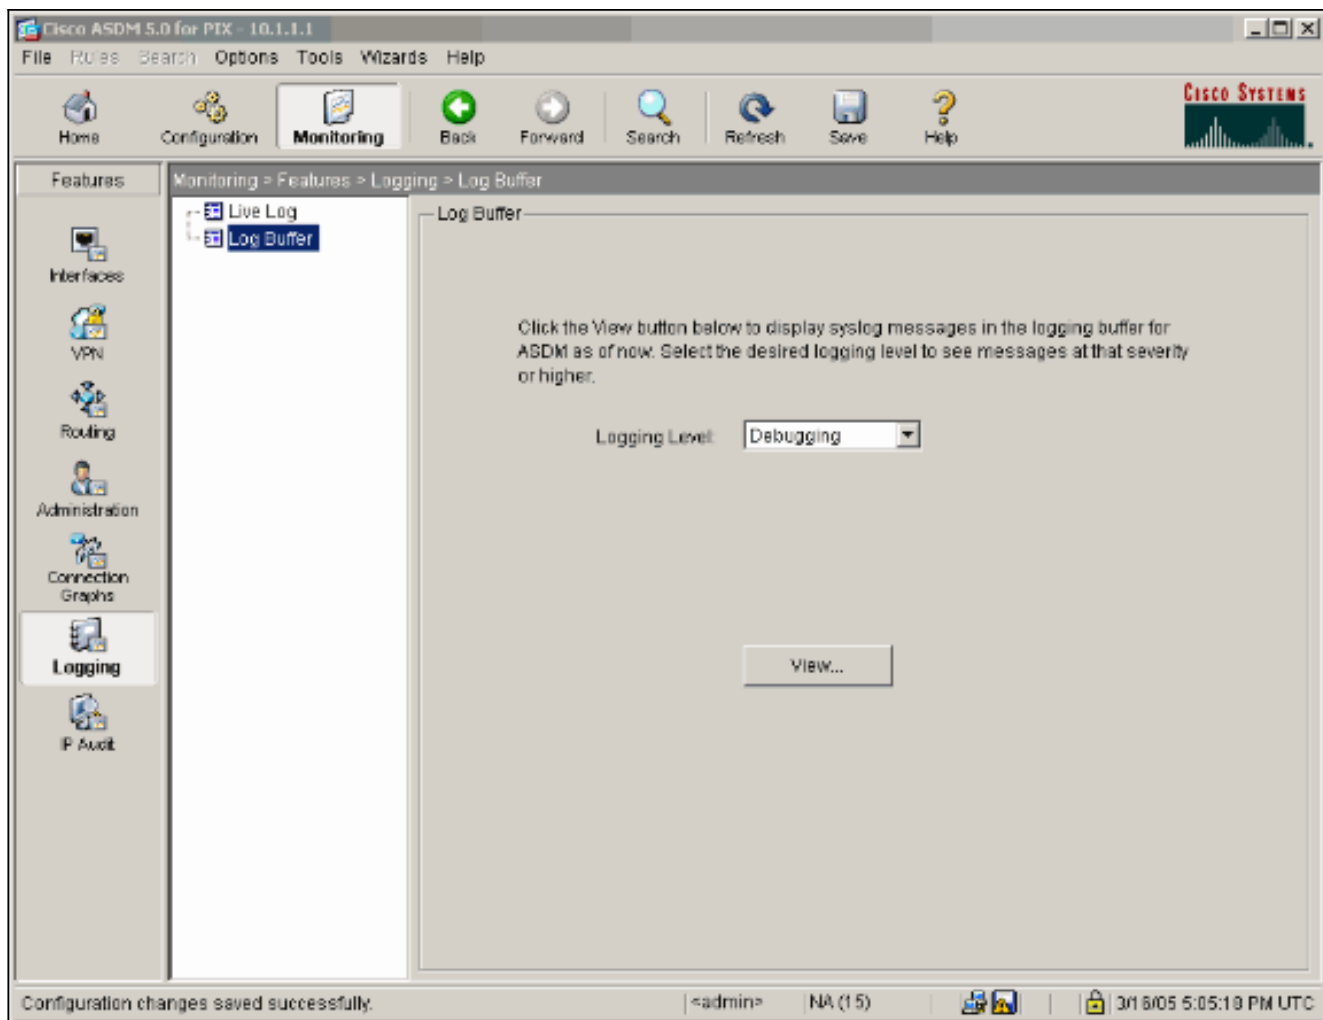 Cisco ASDM 5.0 for PIX - 10.1.1.1
File Rules Search Options Tools Wizards Help
Home Configuration Monitoring Back Forward Search Refresh Save Help
CISCO SYSTEMS
Features
Monitoring > Features > Logging > Log Buffer
Live Log
Log Buffer
Interfaces
VPN
Routing
Administration
Connection
Graphs
Logging
IP Audit
Log Buffer
Click the View button below to display syslog messages in the logging buffer for
ASDM as of now. Select the desired logging level to see messages at that severity
or higher.
Logging Level: Debugging
View...
Configuration changes saved successfully. <admin> NA (15) 3/16/05 5:05:18 PM UTC